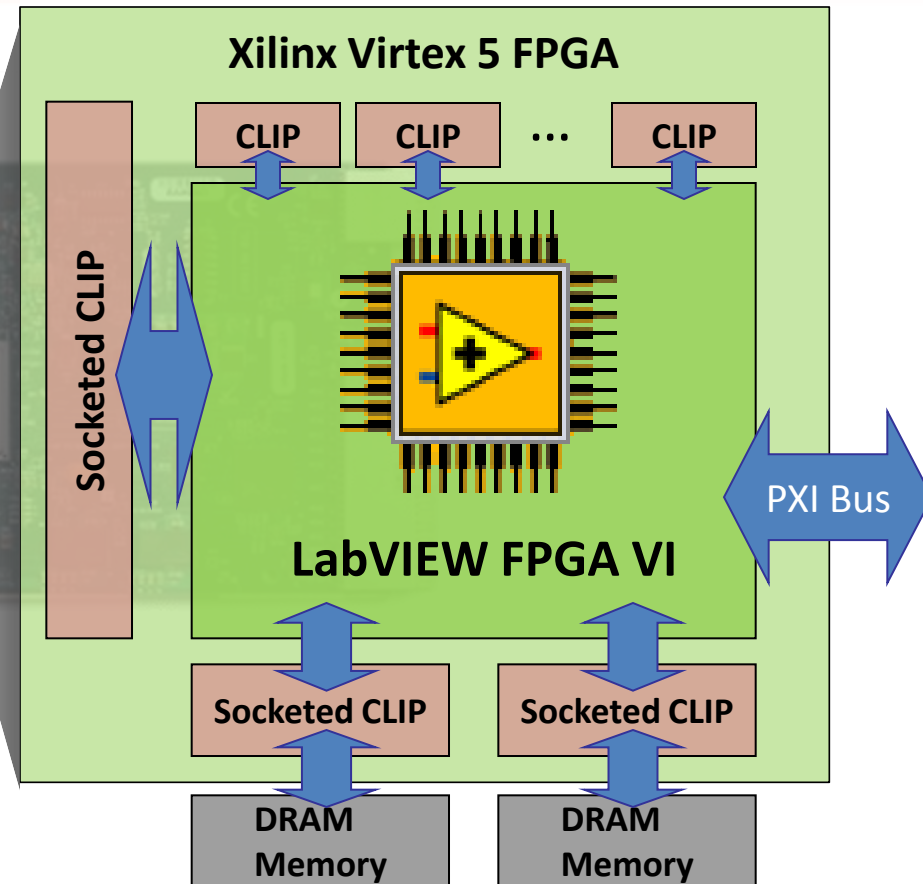 Xilinx Virtex 5 FPGA
CLIP
CLIP
...
CLIP
Socketed CLIP
PXI Bus
LabVIEW FPGA VI
Socketed CLIP
Socketed CLIP
DRAM
Memory
DRAM
Memory